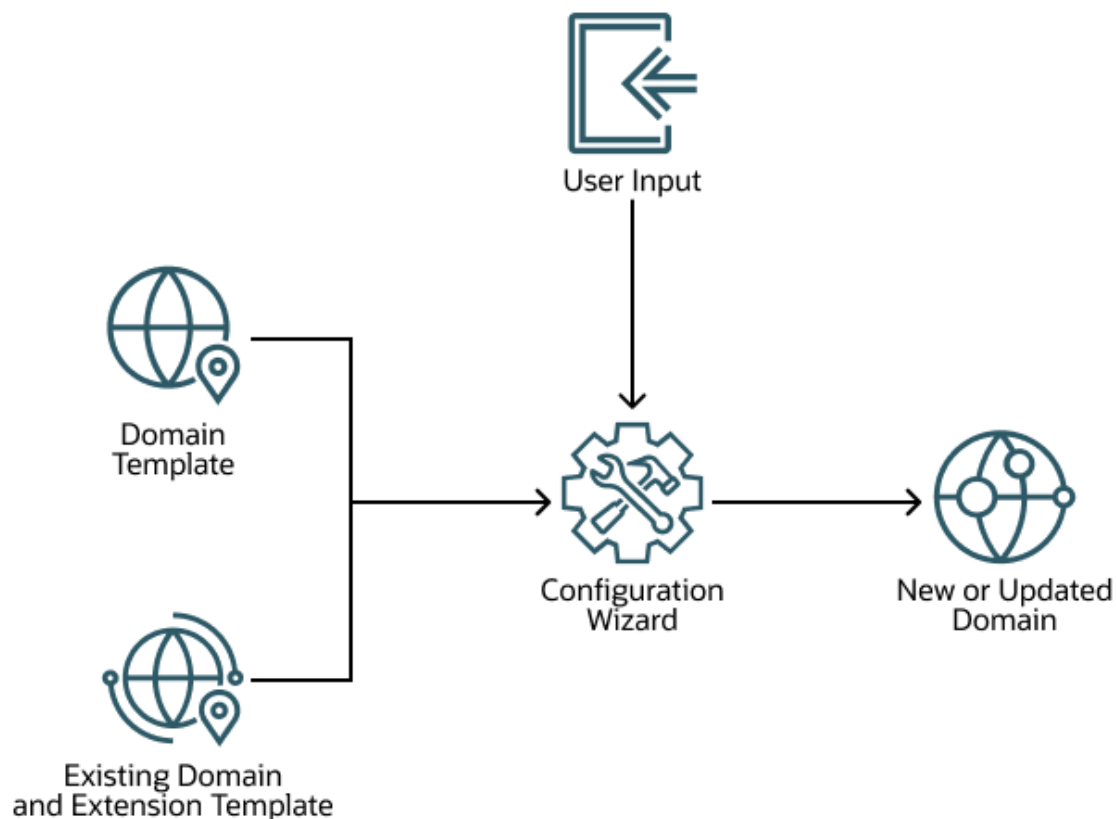 User Input
Domain
Template
Configuration
Wizard
New or Updated
Domain
Existing Domain
and Extension Template